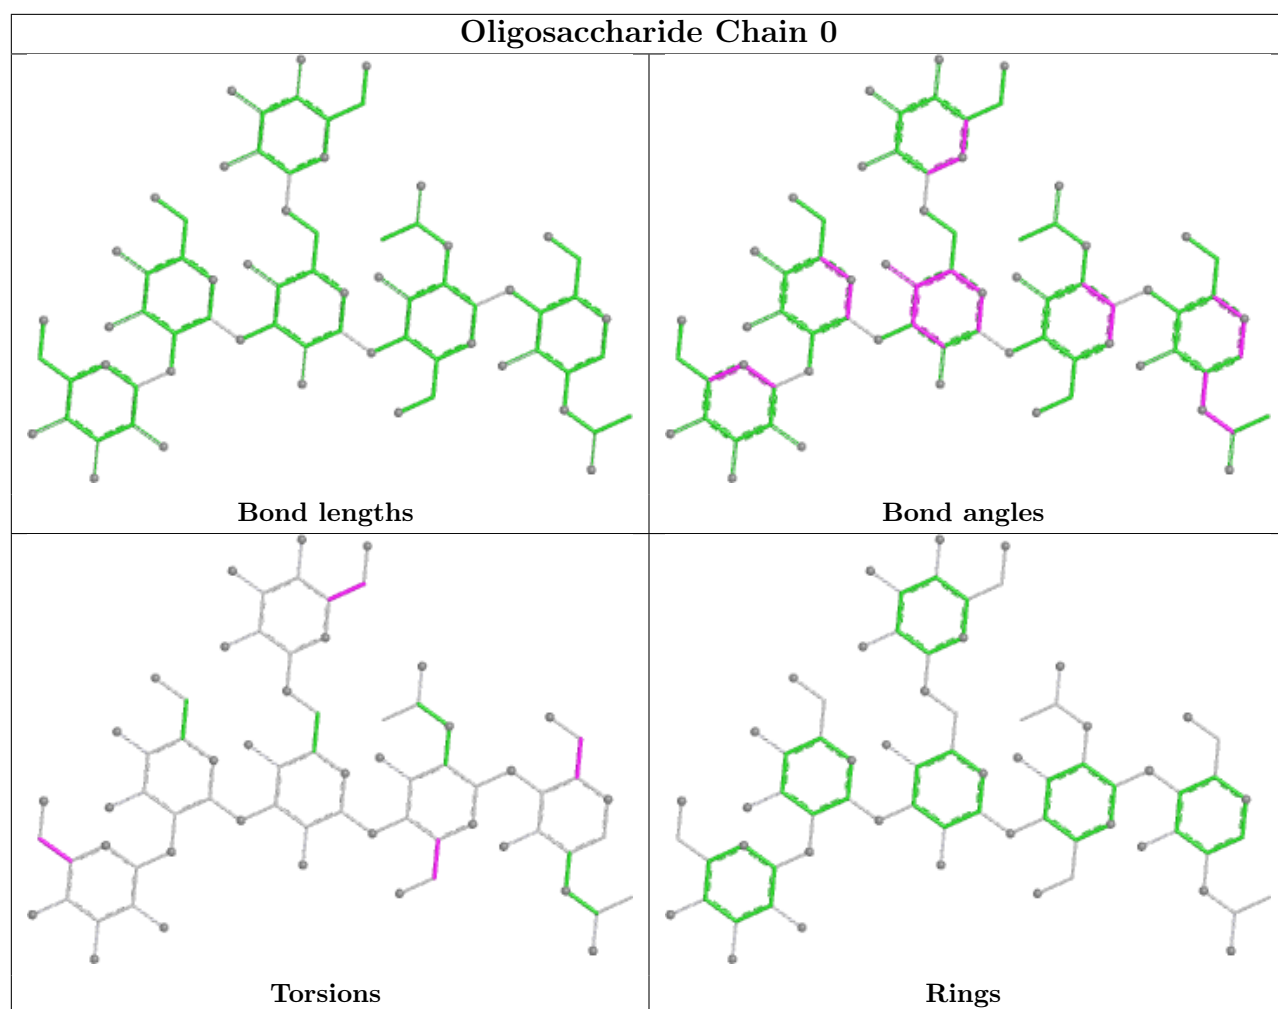 Oligosaccharide Chain 0
Bond lengths
Bond angles
Torsions
Rings